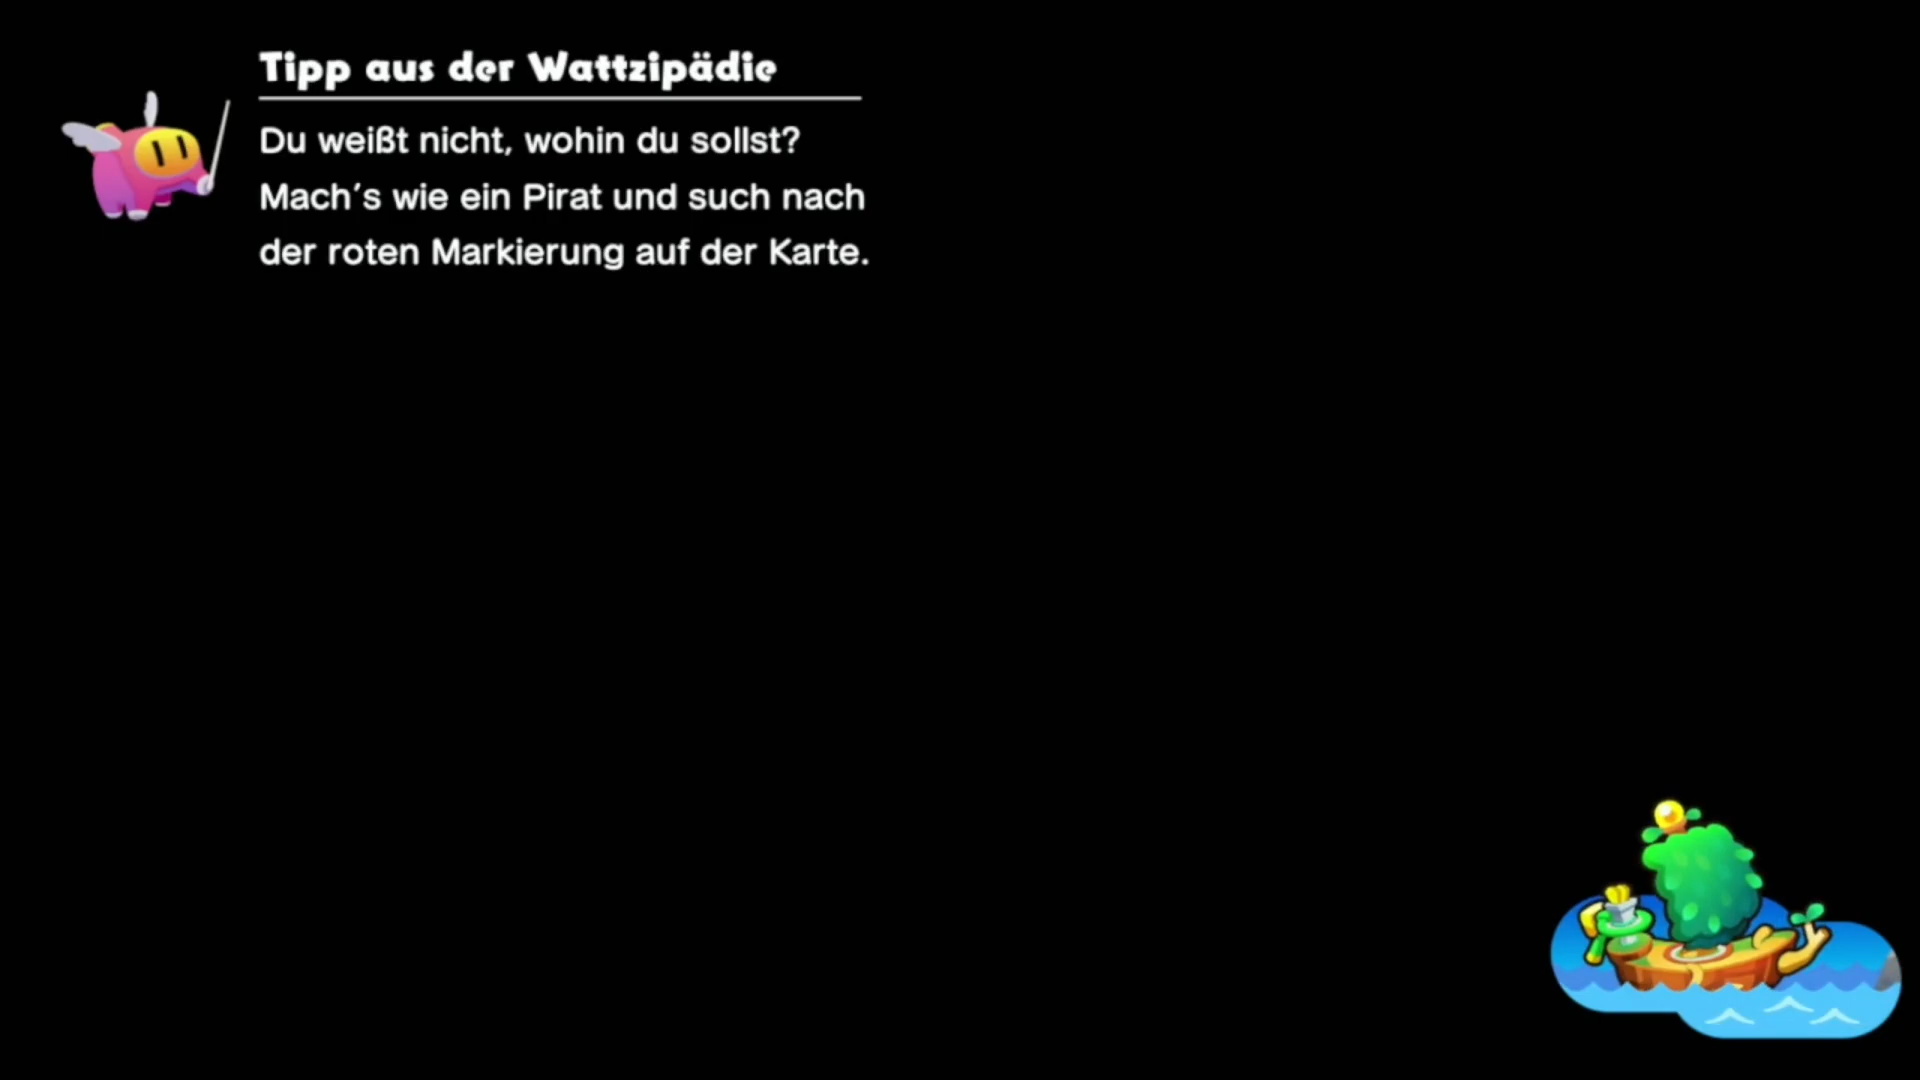 Tipp aus der Wattzipädie
Du weißt nicht, wohin du sollst?
Mach's wie ein Pirat und such nach
der roten Markierung auf der Karte.